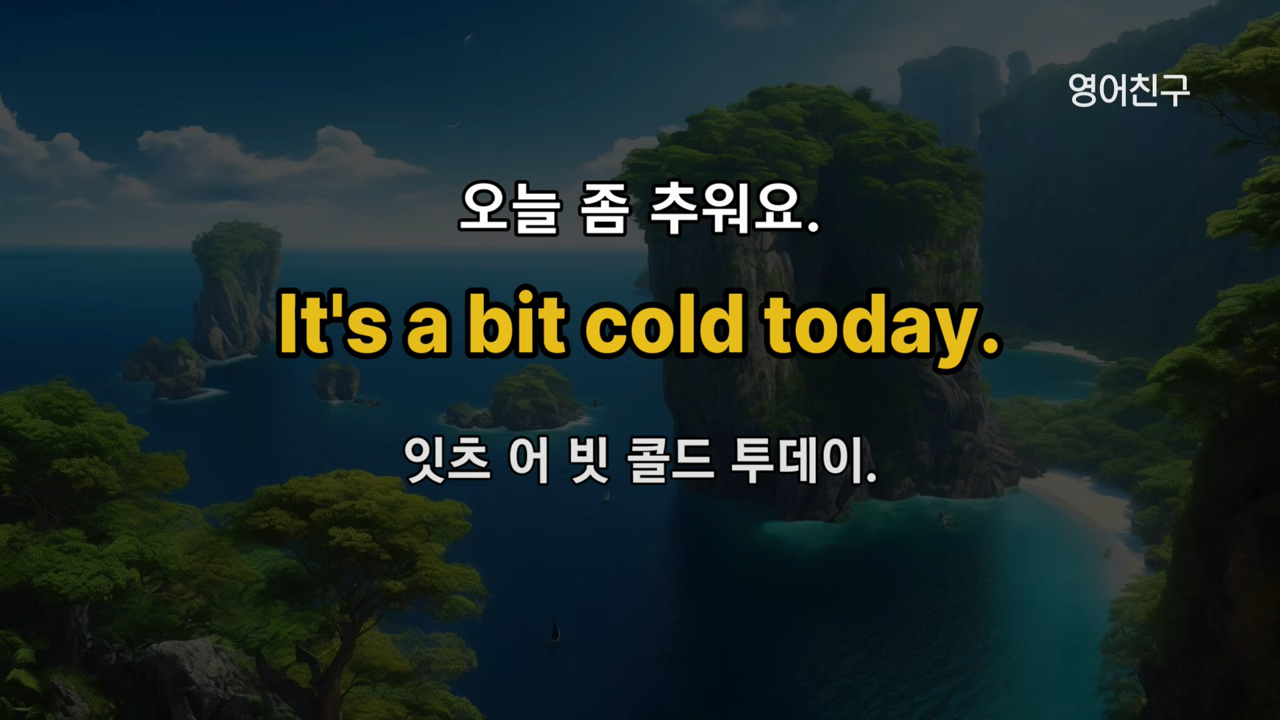 영어친구
오늘 좀 추워요.
It's a bit cold today.
잇츠 어 빗 콜드 투데이.